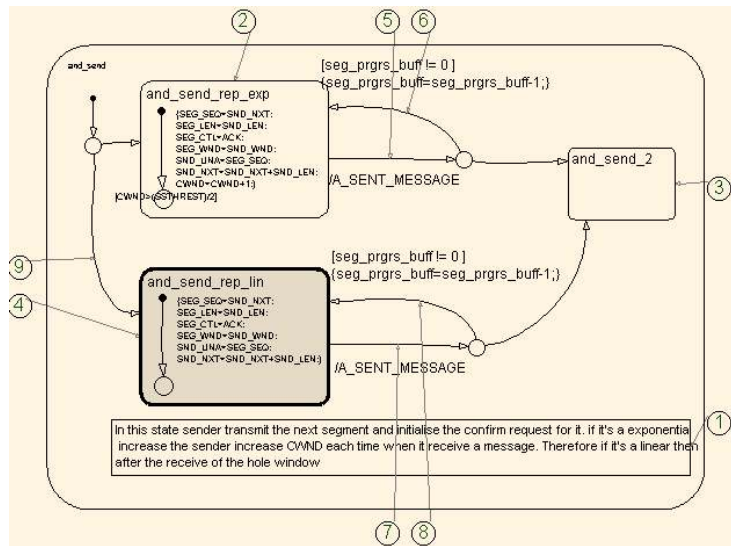 2
5
6
and_send
[seg_prgrs_buff != 0 ]
{seg_prgrs_buff=seg_prgrs_buff-1;}
and_send_rep_exp
{SEG_SEQ=SND_NXT:
SEG_LEN=SND_LEN:
SEG_CTL=ACK:
SEG_WND=SND_WND:
SND_UNA=SEG_SEQ:
SND_NXT=SND_NXT+SND_LEN:
CWND=CWND+1:}
/A_SENT_MESSAGE
and_send_2
3
9
[seg_prgrs_buff != 0 ]
{seg_prgrs_buff=seg_prgrs_buff-1;}
4
and_send_rep_lin
{SEG_SEQ=SND_NXT:
SEG_LEN=SND_LEN:
SEG_CTL=ACK:
SEG_WND=SND_WND:
SND_UNA=SEG_SEQ:
SND_NXT=SND_NXT+SND_LEN:}
/A_SENT_MESSAGE
In this state sender transmit the next segment and initialise the confirm request for it. if it's a exponential
increase the sender increase CWND each time when it receive a message. Therefore if it's a linear then
after the receive of the hole window
1
7
8